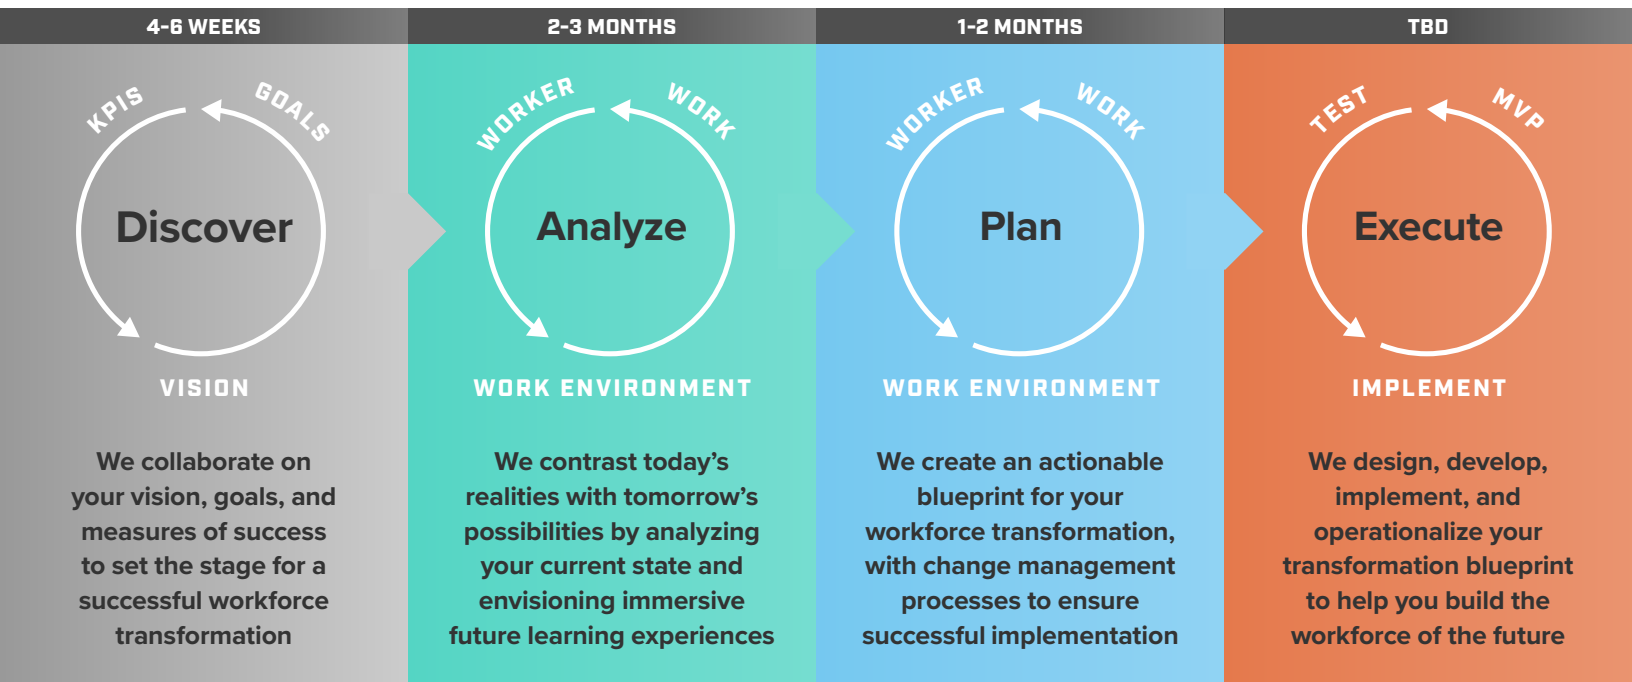 4-6 WEEKS
KPIS
GOALS
Discover
VISION
We collaborate on
your vision, goals, and
measures of success
to set the stage for a
successful workforce
transformation
2-3 MONTHS
WORKER
WORK
Analyze
WORK ENVIRONMENT
We contrast today's
realities with tomorrow's
possibilities by analyzing
your current state and
envisioning immersive
future learning experiences
1-2 MONTHS
WORKER
WORK
Plan
WORK ENVIRONMENT
We create an actionable
blueprint for your
workforce transformation,
with change management
processes to ensure
successful implementation
TBD
TEST
MVP
Execute
IMPLEMENT
We design, develop,
implement, and
operationalize your
transformation blueprint
to help you build the
workforce of the future